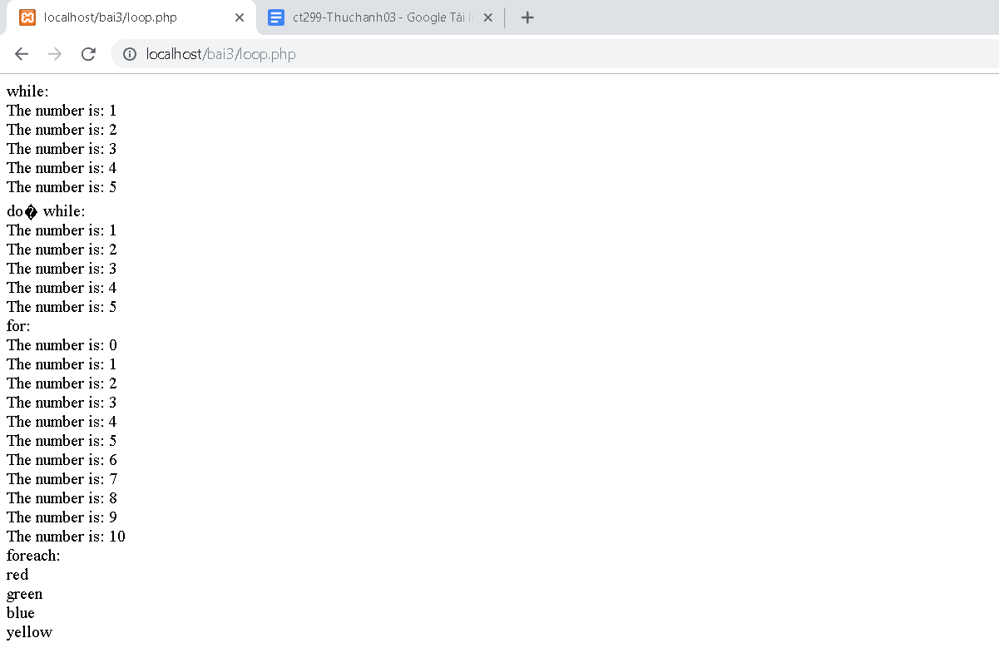 localhost/bai3/loop.php
ct299-Thuchanh03 - Google Tài li
localhost/bai3/loop.php
while:
The number is: 1
The number is: 2
The number is: 3
The number is: 4
The number is: 5
do� while:
The number is: 1
The number is: 2
The number is: 3
The number is: 4
The number is: 5
for:
The number is: 0
The number is: 1
The number is: 2
The number is: 3
The number is: 4
The number is: 5
The number is: 6
The number is: 7
The number is: 8
The number is: 9
The number is: 10
foreach:
red
green
blue
yellow